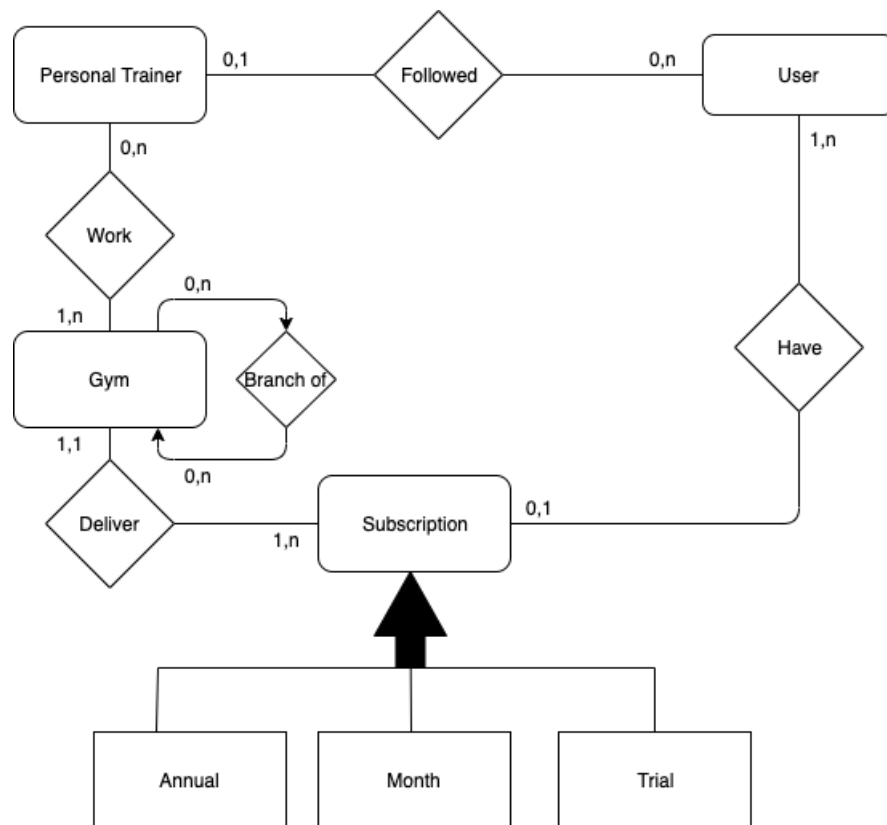 Personal Trainer
0,1
Followed
0,n
User
0,n
1,n
Work
0,n
1,n
Gym
Branch of
Have
1,1
0,n
Deliver
1,n
Subscription
0,1
Annual
Month
Trial